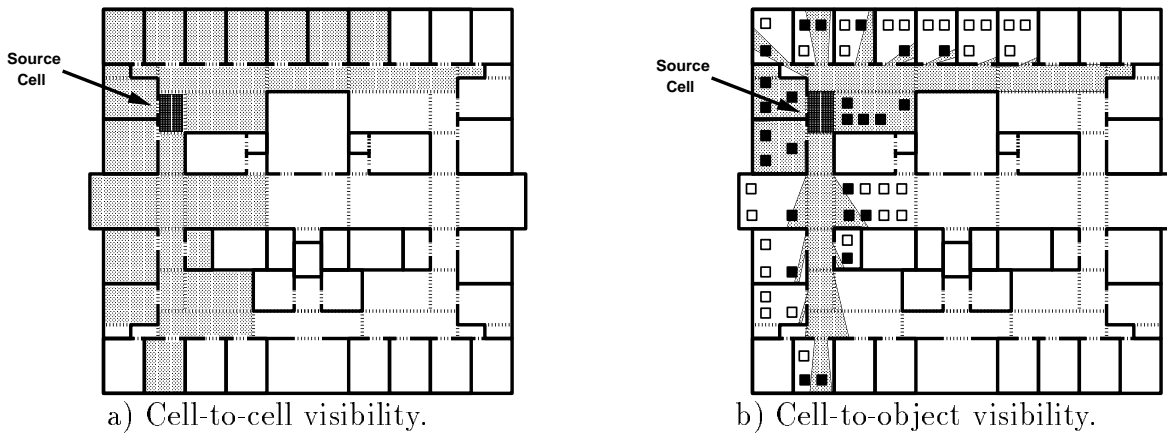 Source
Cell
a) Cell-to-cell visibility.
Source
Cell
b) Cell-to-object visibility.